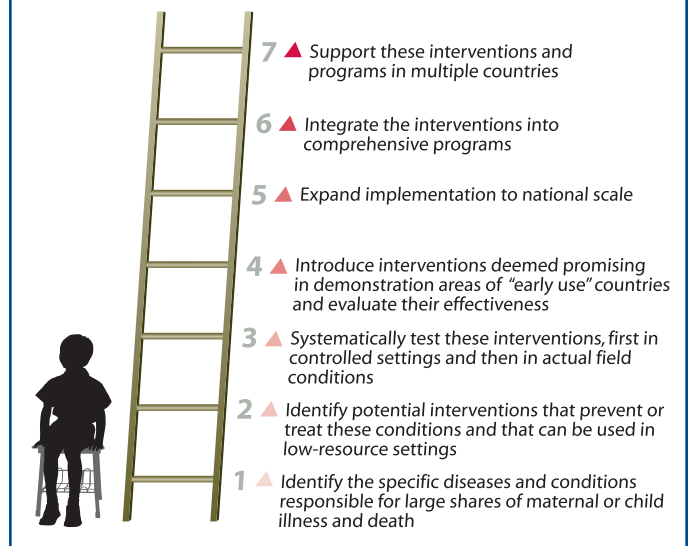 7 Support these interventions and
programs in multiple countries
6 Integrate the interventions into
comprehensive programs
5 Expand implementation to national scale
4 Introduce interventions deemed promising
in demonstration areas of "early use" countries
and evaluate their effectiveness
3 Systematically test these interventions, first in
controlled settings and then in actual field
conditions
2 Identify potential interventions that prevent or
treat these conditions and that can be used in
low-resource settings
1 Identify the specific diseases and conditions
responsible for large shares of maternal or child
illness and death